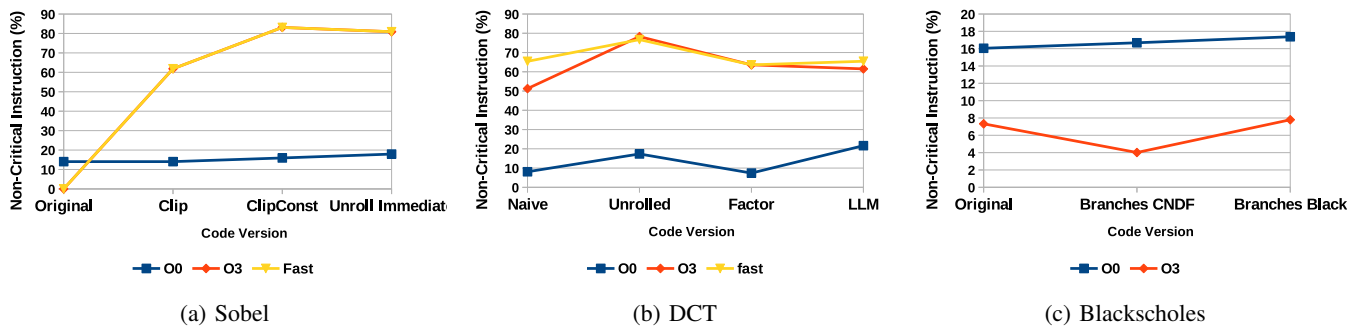 Non-Critical Instruction (%)
90
80
70
60
50
40
30
20
10
0
Original Clip ClipConst Unroll Immediat
Code Version
O0 O3 Fast
(a) Sobel
Non-Critical Instruction (%)
90
80
70
60
50
40
30
20
10
0
Naive Unrolled Factor LLM
Code Version
O0 O3 fast
(b) DCT
Non-Critical Instruction (%)
20
18
16
14
12
10
8
6
4
2
0
Original Branches CNDF Branches Black
Code Version
O0 O3
(c) Blackscholes